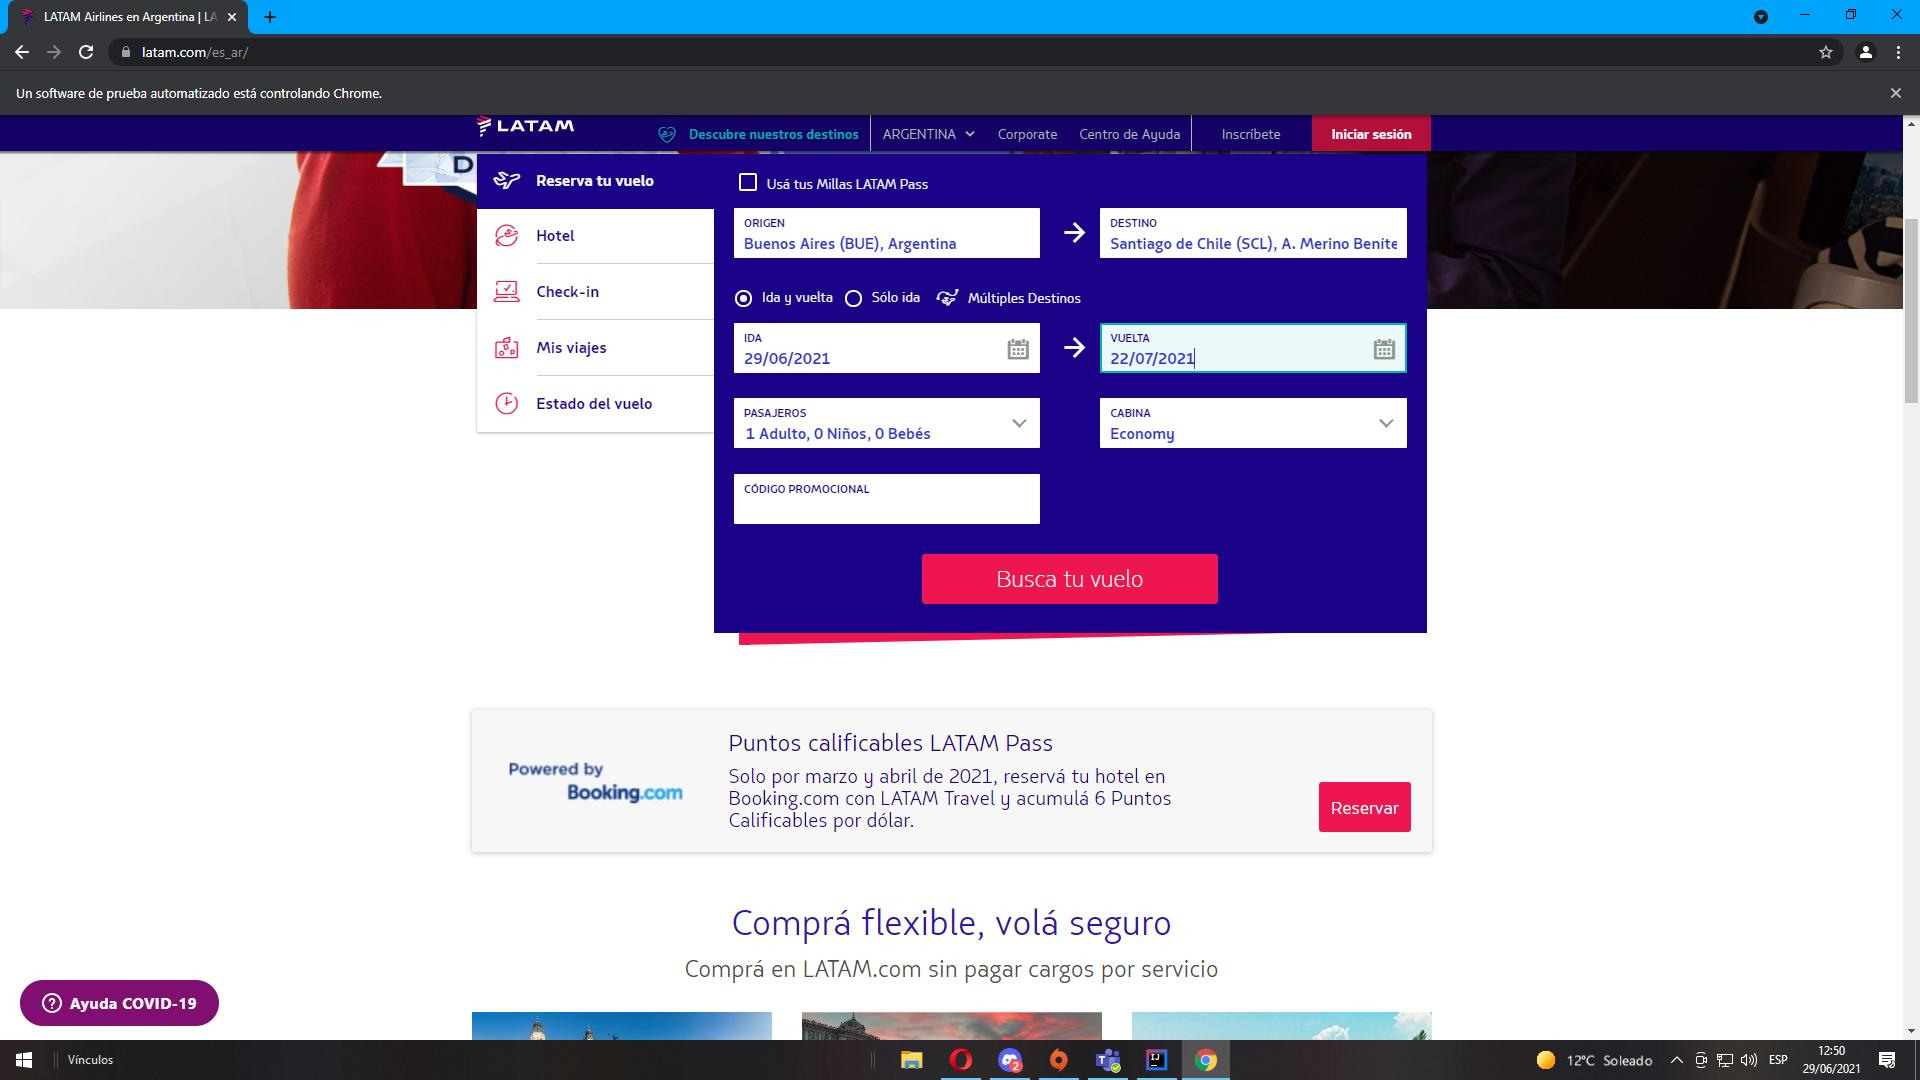 LATAM Airlines en Argentina | LA
latam.com/es_ar/
Un software de prueba automatizado está controlando Chrome.
LATAM
Descubre nuestros destinos
ARGENTINA
Corporate
Centro de Ayuda
Inscríbete
Iniciar sesión
D
Reserva tu vuelo
Hotel
Check-in
Mis viajes
Estado del vuelo
Usá tus Millas LATAM Pass
ORIGEN
Buenos Aires (BUE), Argentina
DESTINO
Santiago de Chile (SCL), A. Merino Beníte
Ida y vuelta
Sólo ida
Múltiples Destinos
IDA
29/06/2021
VUELTA
22/07/2021
PASAJEROS
1 Adulto, 0 Niños, 0 Bebés
CABINA
Economy
CÓDIGO PROMOCIONAL
Busca tu vuelo
Powered by
Booking.com
Puntos calificables LATAM Pass
Solo por marzo y abril de 2021, reservá tu hotel en
Booking.com con LATAM Travel y acumulá 6 Puntos
Calificables por dólar.
Reservar
Comprá flexible, volá seguro
Comprá en LATAM.com sin pagar cargos por servicio
Ayuda COVID-19
Vínculos
2
IJ
12°C Soleado
ESP
12:50
29/06/2021